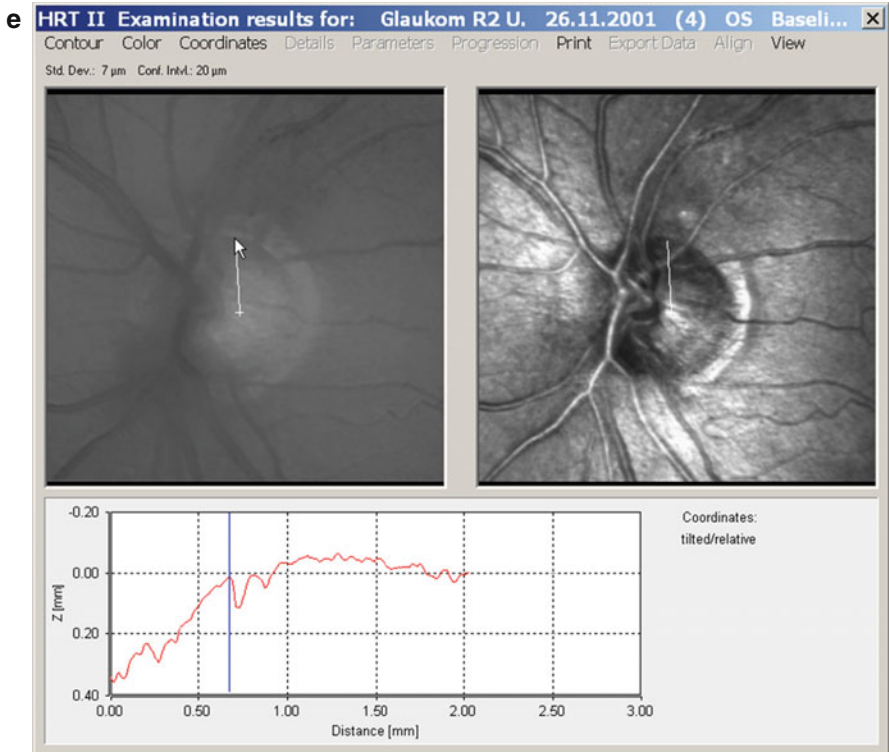 e
HRT II Examination results for: Glaukom R2 U. 26.11.2001 (4) OS Baseli...
Contour Color Coordinates Details Parameters Progression Print Export Data Align View
Std. Dev.: 7 µm Conf. Intvl.: 20 µm
-0.20
0.00
0.20
0.40
Z [mm]
0.00 0.50 1.00 1.50 2.00 2.50 3.00
Distance [mm]
Coordinates:
tilted/relative